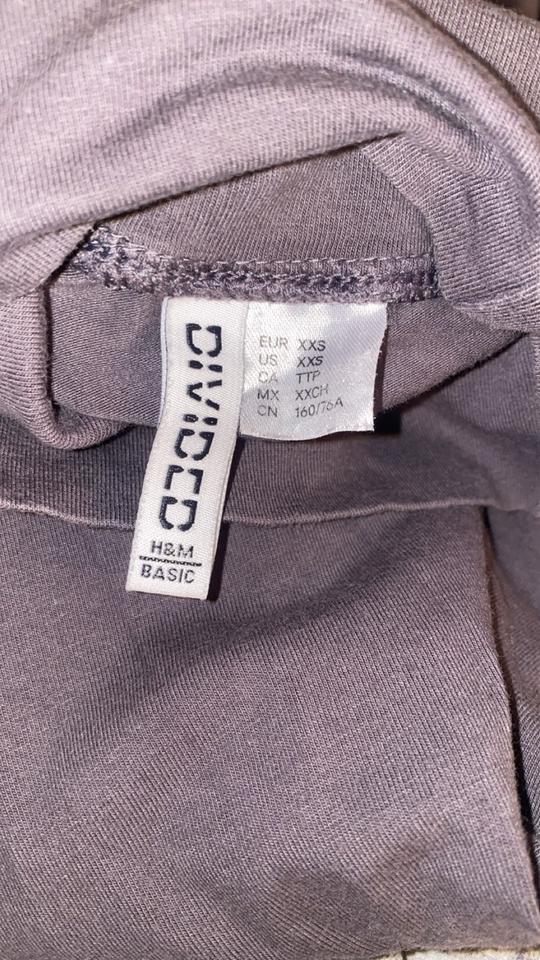 DIVIDED
H&M
BASIC
EUR XXS
US XXS
CA TTP
MX XXCH
CN 160/76A